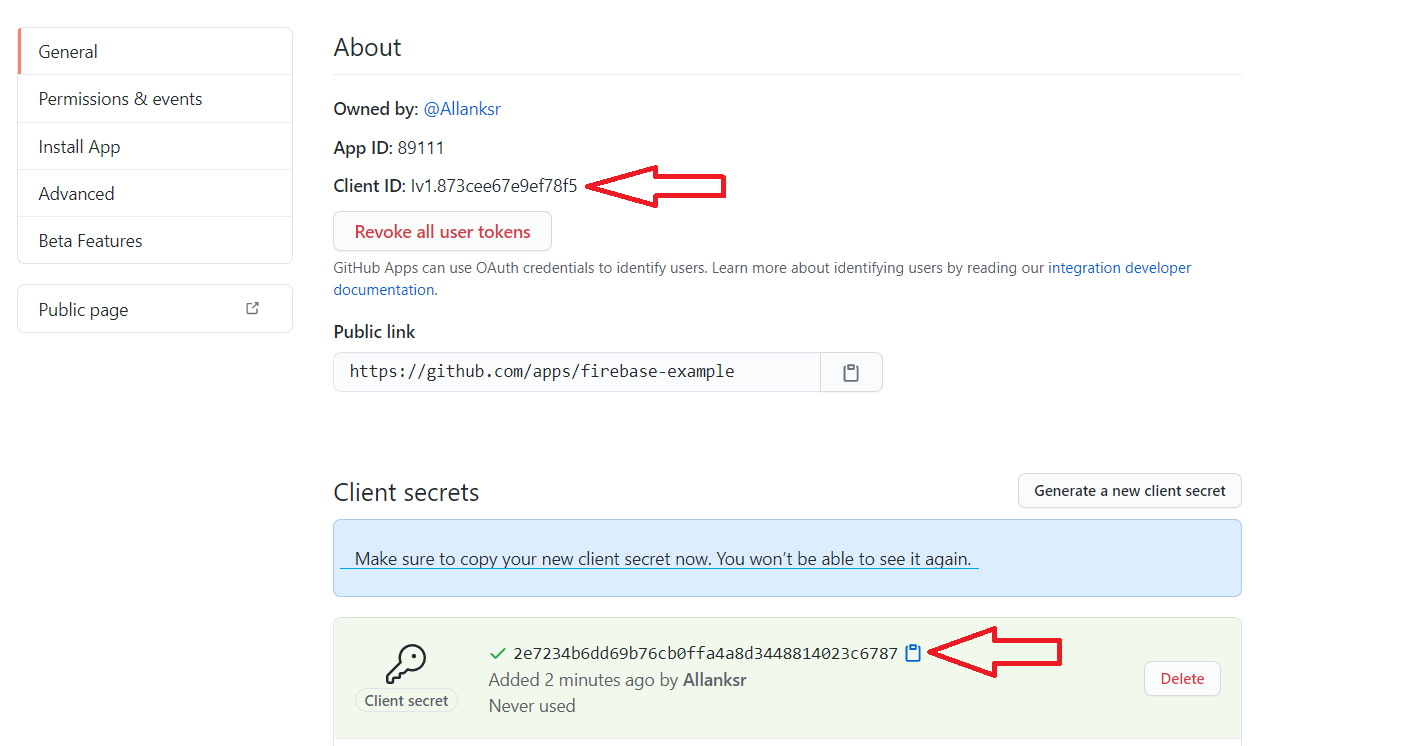 General
Permissions & events
Install App
Advanced
Beta Features
Public page
About
Owned by: @Allanksr
App ID: 89111
Client ID: Iv1.873cee67e9ef78f5
Revoke all user tokens
GitHub Apps can use OAuth credentials to identify users. Learn more about identifying users by reading our integration developer
documentation.
Public link
https://github.com/apps/firebase-example
Client secrets
Generate a new client secret
Make sure to copy your new client secret now. You won’t be able to see it again.
2e7234b6dd69b76cb0ffa4a8d3448814023c6787
Added 2 minutes ago by Allanksr
Never used
Client secret
Delete